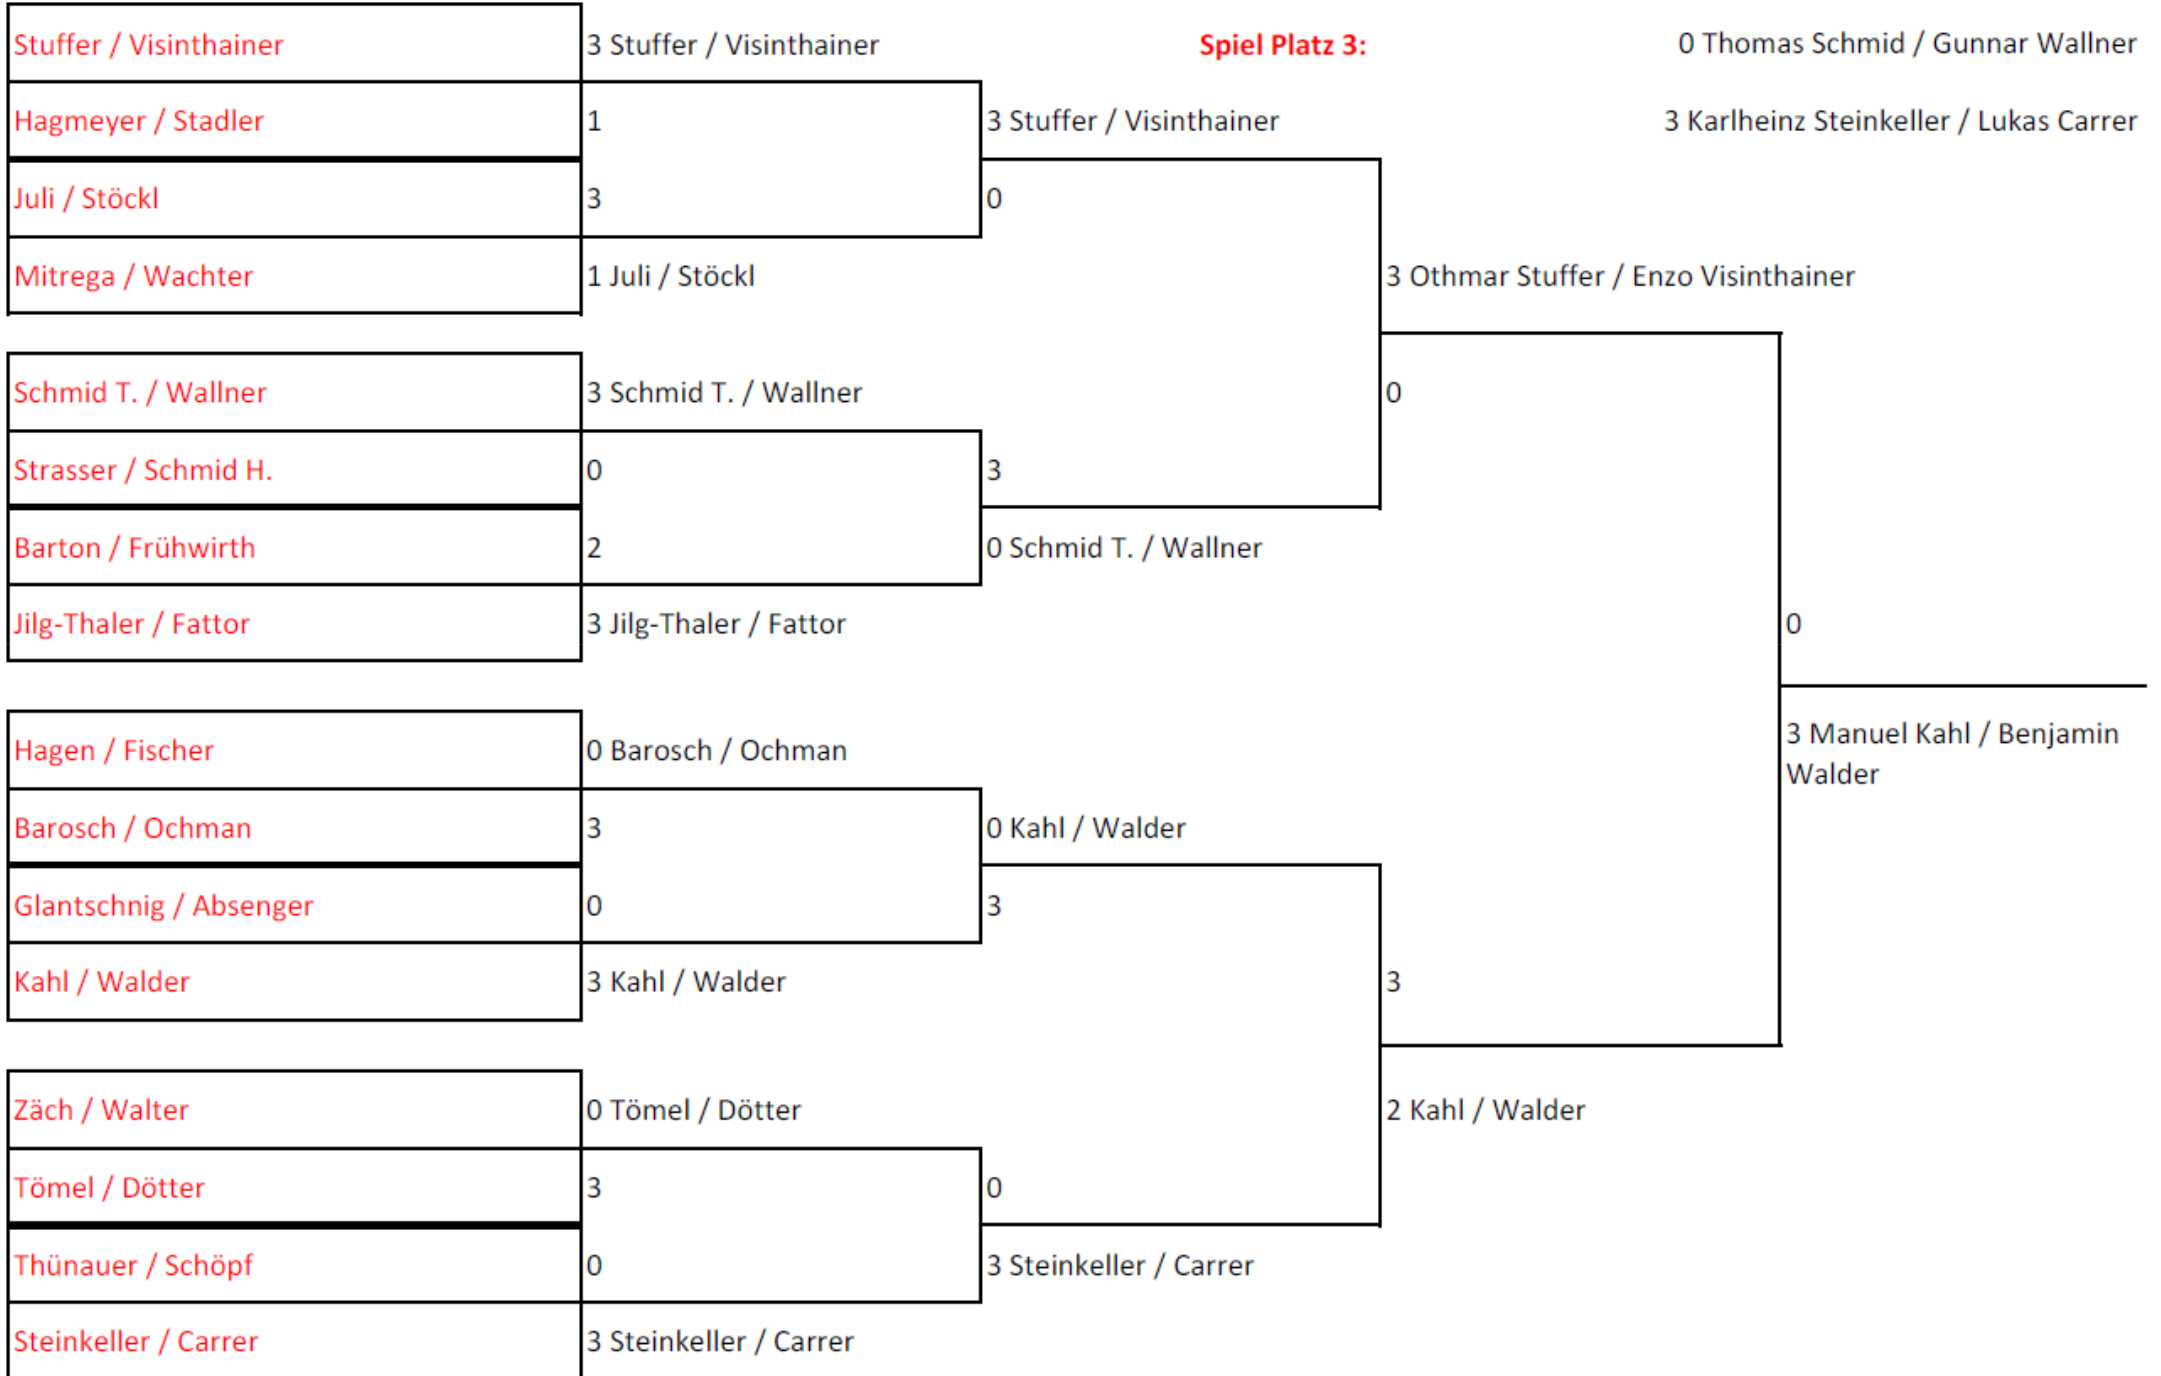 Stuffer / Visinthainer 3 Stuffer / Visinthainer Spiel Platz 3: 0 Thomas Schmid / Gunnar Wallner
Hagmeyer / Stadler 1 3 Stuffer / Visinthainer 3 Karlheinz Steinkeller / Lukas Carrer
Juli / Stöckl 3 0
Mitrega / Wachter 1 Juli / Stöckl 3 Othmar Stuffer / Enzo Visinthainer
Schmid T. / Wallner 3 Schmid T. / Wallner 0
Strasser / Schmid H. 0 3
Barton / Frühwirth 2 0 Schmid T. / Wallner
Jilg-Thaler / Fattor 3 Jilg-Thaler / Fattor 0
Hagen / Fischer 0 Barosch / Ochman 3 Manuel Kahl / Benjamin
Walder
Barosch / Ochman 3 0 Kahl / Walder
Glantschnig / Absenger 0 3
Kahl / Walder 3 Kahl / Walder 3
Zäch / Walter 0 Tömel / Dötter 2 Kahl / Walder
Tömel / Dötter 3 0
Thünauer / Schöpf 0 3 Steinkeller / Carrer
Steinkeller / Carrer 3 Steinkeller / Carrer